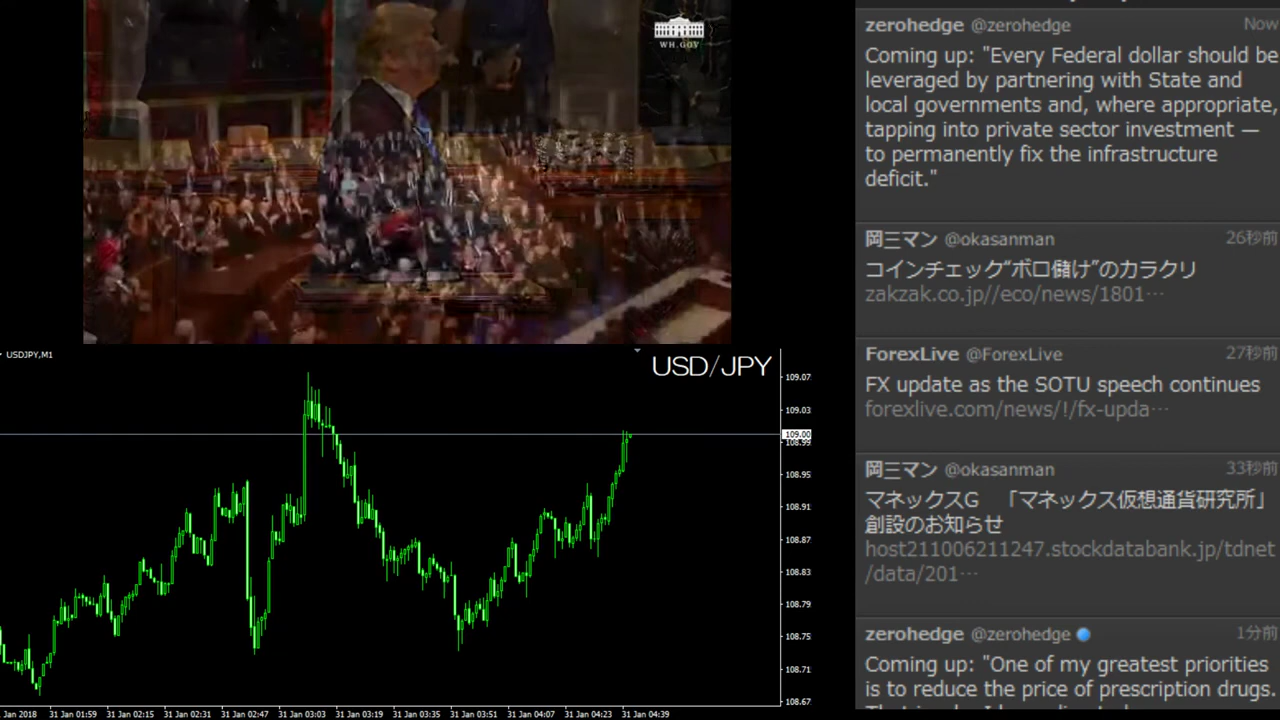 WH.GOV
USDJPY,M1
USD/JPY
109.07
109.03
109.00
108.99
108.95
108.91
108.87
108.83
108.79
108.75
108.71
108.67
Jan 2018
31 Jan 01:59
31 Jan 02:15
31 Jan 02:31
31 Jan 02:47
31 Jan 03:03
31 Jan 03:19
31 Jan 03:35
31 Jan 03:51
31 Jan 04:07
31 Jan 04:23
31 Jan 04:39
zerohedge @zerohedge Now
Coming up: "Every Federal dollar should be
leveraged by partnering with State and
local governments and, where appropriate,
tapping into private sector investment —
to permanently fix the infrastructure
deficit."
岡三マン @okasanman 26秒前
コインチェック“ボロ儲け”のカラクリ
zakzak.co.jp//eco/news/1801…
ForexLive @ForexLive 27秒前
FX update as the SOTU speech continues
forexlive.com/news/!/fx-upda…
岡三マン @okasanman 33秒前
マネックスG　「マネックス仮想通貨研究所」
創設のお知らせ
host211006211247.stockdatabank.jp/tdnet
/data/201…
zerohedge @zerohedge 1分前
Coming up: "One of my greatest priorities
is to reduce the price of prescription drugs.